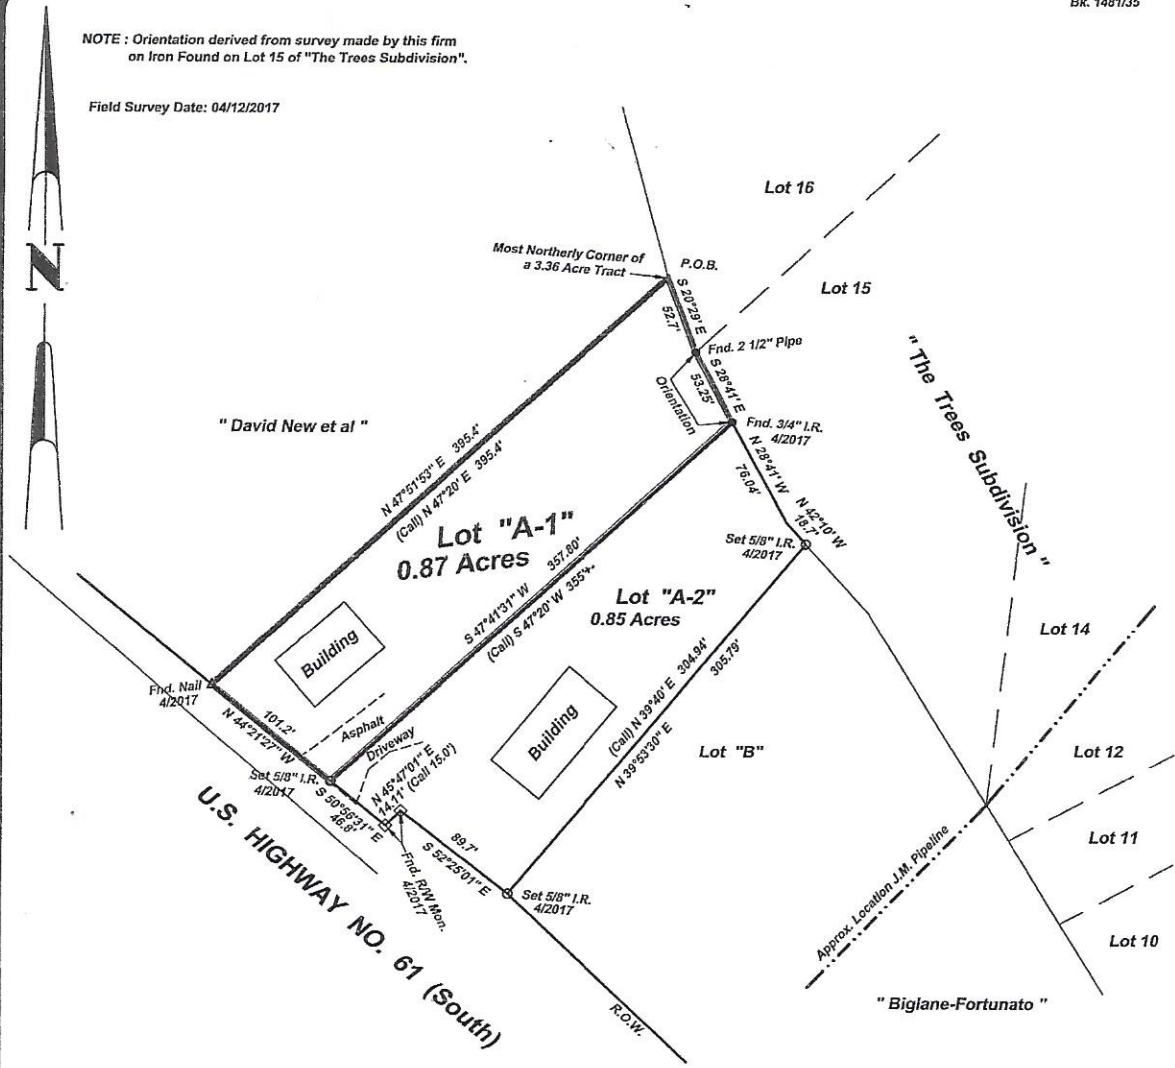 Bk. 1481/35
NOTE : Orientation derived from survey made by this firm
on Iron Found on Lot 15 of "The Trees Subdivision".
Field Survey Date: 04/12/2017
N
Lot 16
Most Northerly Corner of
a 3.36 Acre Tract
P.O.B.
S 20°29' E
52.7'
Lot 15
Fnd. 2 1/2" Pipe
S 28°41' E
53.25'
Orientation
" The Trees Subdivision "
Fnd. 3/4" I.R.
4/2017
" David New et al "
N 47°51'53" E 395.4'
(Call) N 47°20' E 395.4'
N 28°41' W
76.04'
N 42°10' W
18.7'
Lot "A-1"
0.87 Acres
Set 5/8" I.R.
4/2017
S 47°41'31" W 357.80'
(Call) S 47°20' W 355'+-
Lot "A-2"
0.85 Acres
Lot 14
Building
(Call) N 39°40' E 304.94'
N 39°53'30" E 305.79'
Fnd. Nail
4/2017
101.2'
N 44°21'27" W
Asphalt
Driveway
Building
Lot "B"
Lot 12
Set 5/8" I.R.
4/2017
N 45°47'01" E
14.11' (Call 15.0')
S 50°56'31" E
46.8'
89.7'
S 52°25'01" E
Fnd. R/W Mon.
4/2017
Set 5/8" I.R.
4/2017
Lot 11
Approx. Location J.M. Pipeline
Lot 10
U.S. HIGHWAY NO. 61 (South)
R.O.W.
" Biglane-Fortunato "